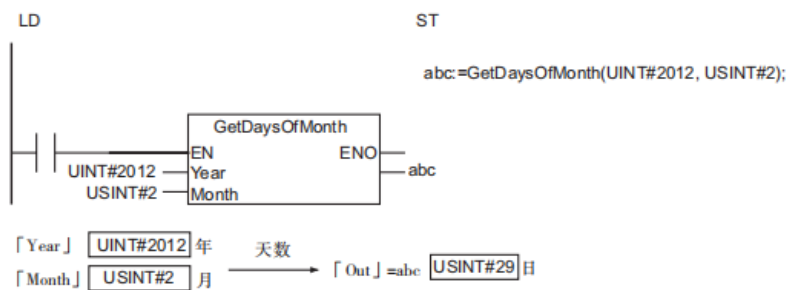 LD ST
abc:=GetDaysOfMonth(UINT#2012, USINT#2);
GetDaysOfMonth
EN ENO
UINT#2012 Year abc
USINT#2 Month
「Year」 UINT#2012 年 天数
「Out」=abc USINT#29 日
「Month」 USINT#2 月